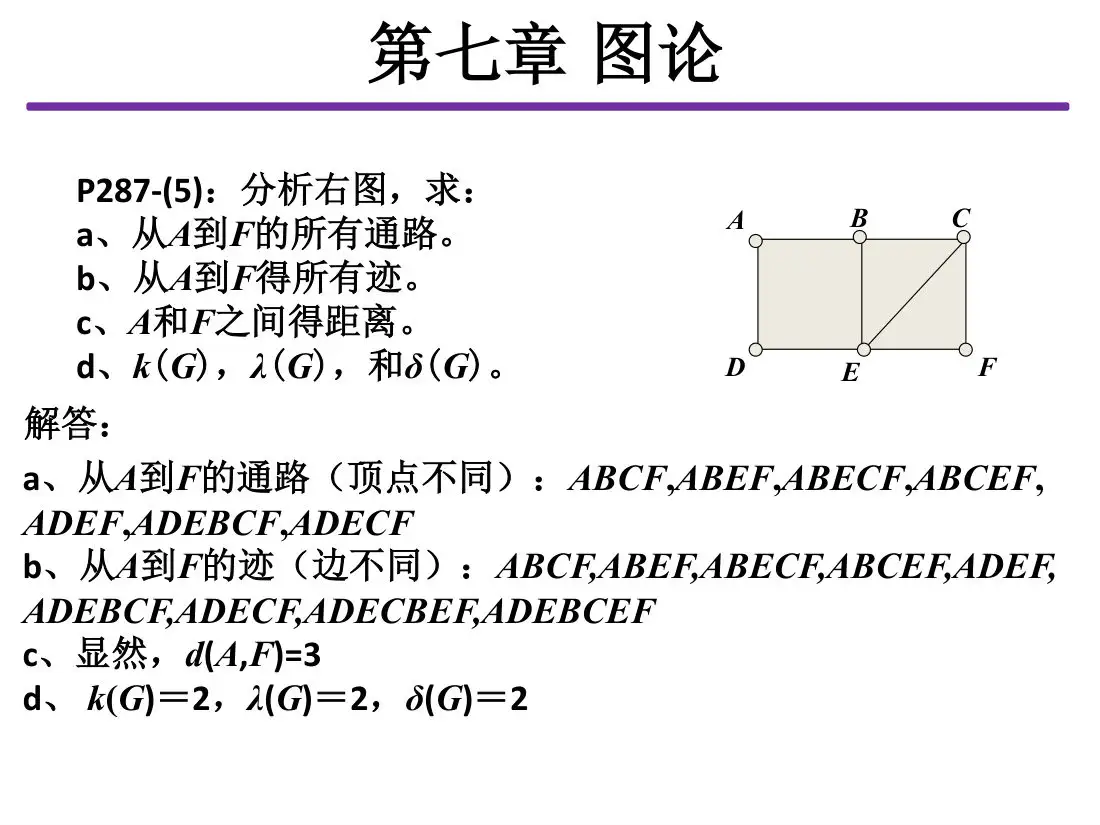 第七章 图论
P287-(5)：分析右图，求：
a、从A到F的所有通路。
b、从A到F得所有迹。
c、A和F之间得距离。
d、k(G)，λ(G)，和δ(G)。
A B C
D E F
解答：
a、从A到F的通路（顶点不同）：ABCF,ABEF,ABECF,ABCEF,
ADEF,ADEBCF,ADECF
b、从A到F的迹（边不同）：ABCF,ABEF,ABECF,ABCEF,ADEF,
ADEBCF,ADECF,ADECBEF,ADEBCEF
c、显然，d(A,F)=3
d、 k(G)＝2，λ(G)＝2，δ(G)＝2